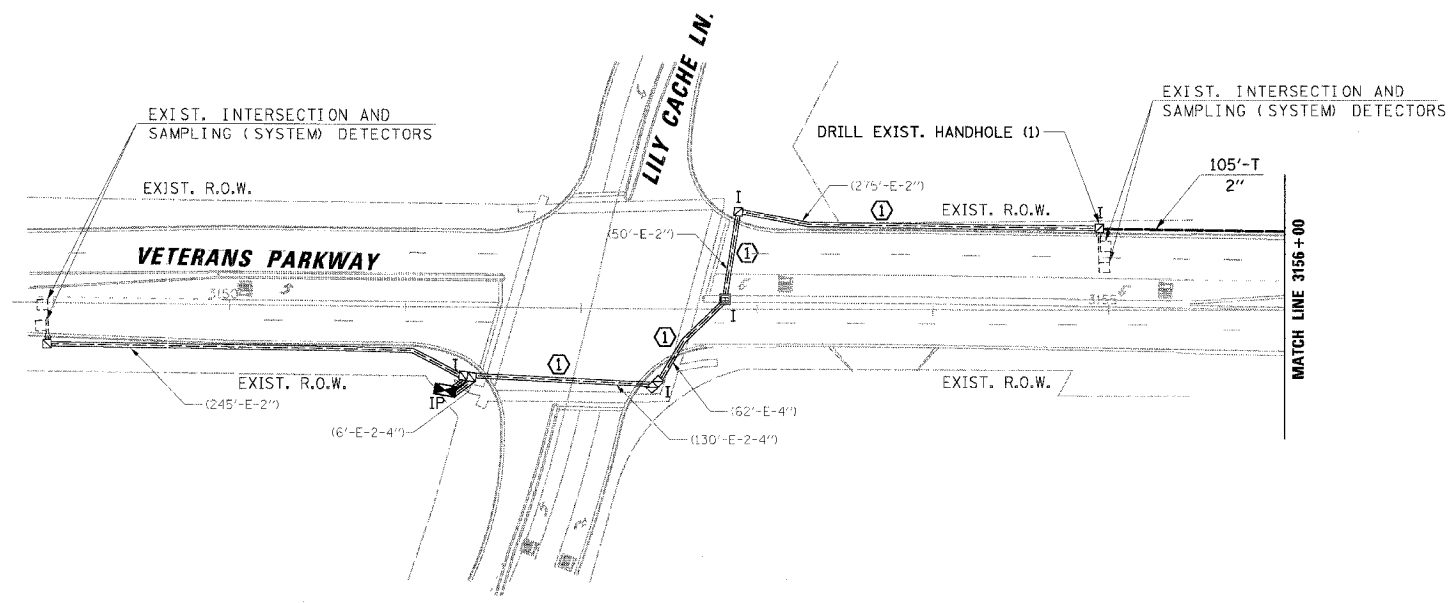 LILY CACHE LN.
EXIST. INTERSECTION AND
SAMPLING (SYSTEM) DETECTORS
EXIST. INTERSECTION AND
SAMPLING (SYSTEM) DETECTORS
DRILL EXIST. HANDHOLE (1)
105'-T
2"
EXIST. R.O.W.
I
(275'-E-2")
1
EXIST. R.O.W.
I
(50'-E-2")
1
VETERANS PARKWAY
MATCH LINE 3156+00
3150
3155
I
1
I
1
EXIST. R.O.W.
IP
I
EXIST. R.O.W.
(245'-E-2")
(62'-E-4")
(6'-E-2-4")
(130'-E-2-4")